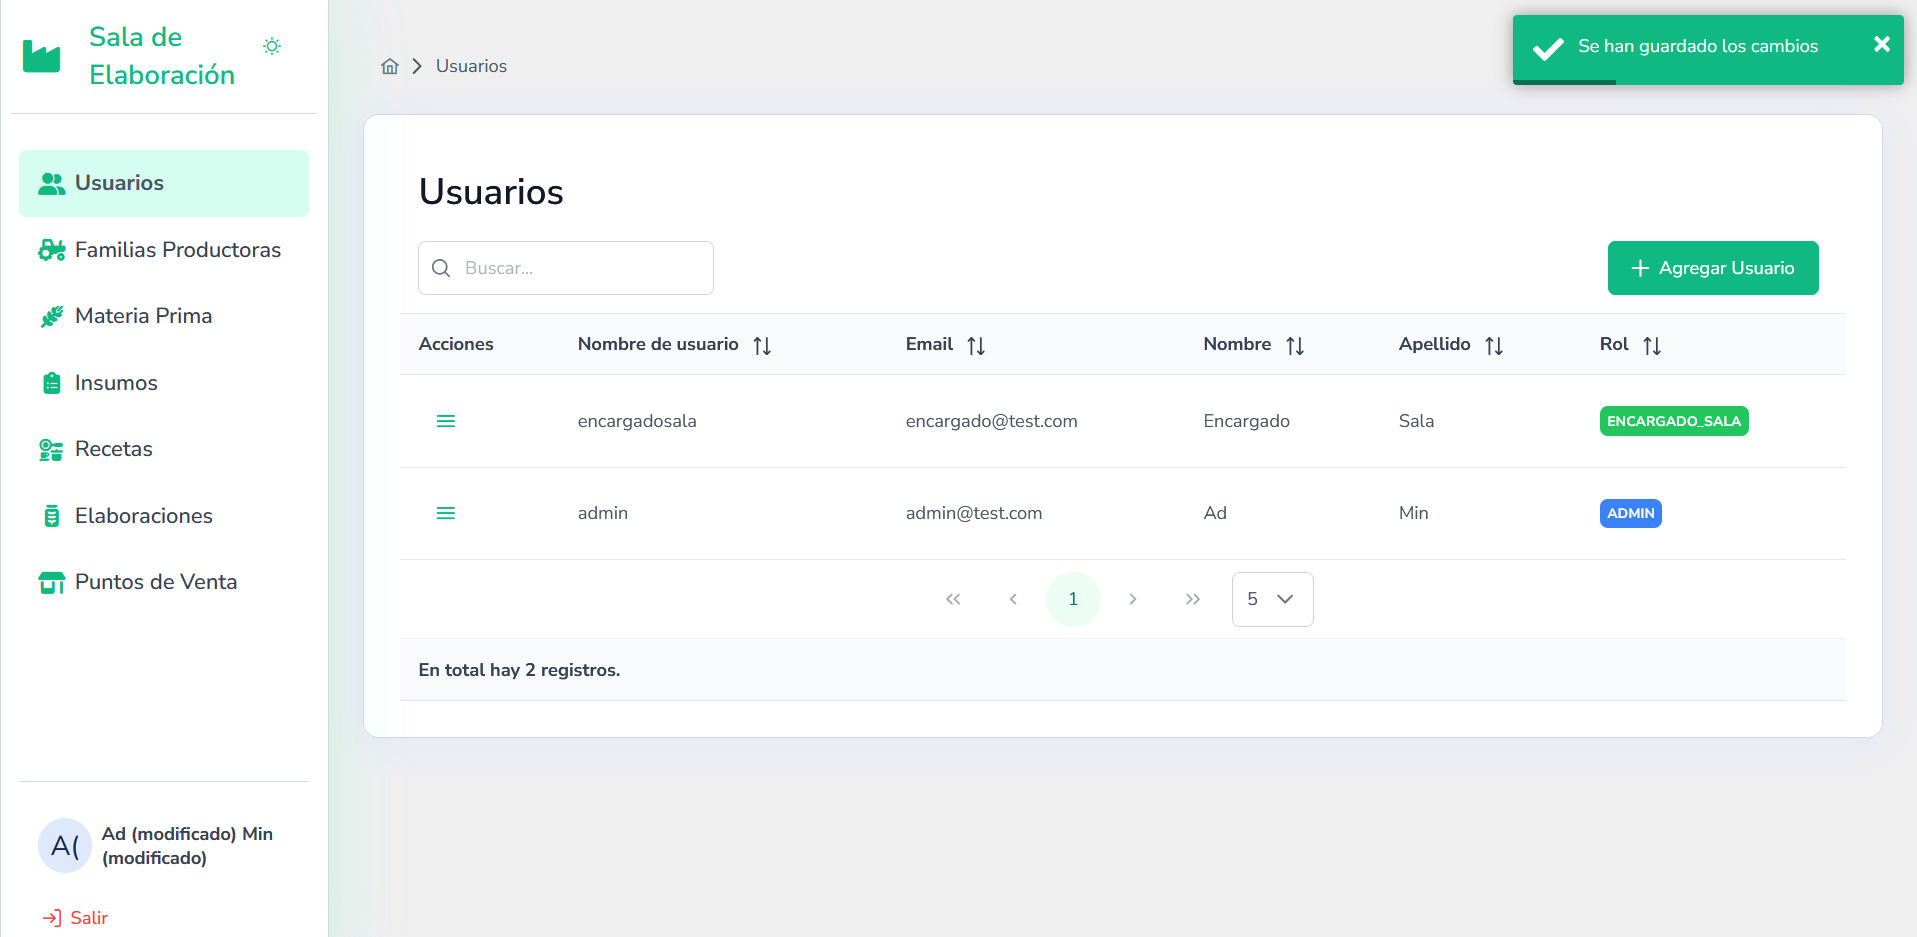 Sala de
Elaboración
Usuarios
Se han guardado los cambios
Usuarios
Familias Productoras
Materia Prima
Insumos
Recetas
Elaboraciones
Puntos de Venta
A(
Ad (modificado) Min
(modificado)
Salir
Usuarios
Buscar...
Agregar Usuario
Acciones Nombre de usuario Email Nombre Apellido Rol
encargadosala encargado@test.com Encargado Sala ENCARGADO_SALA
admin admin@test.com Ad Min ADMIN
1 5
En total hay 2 registros.